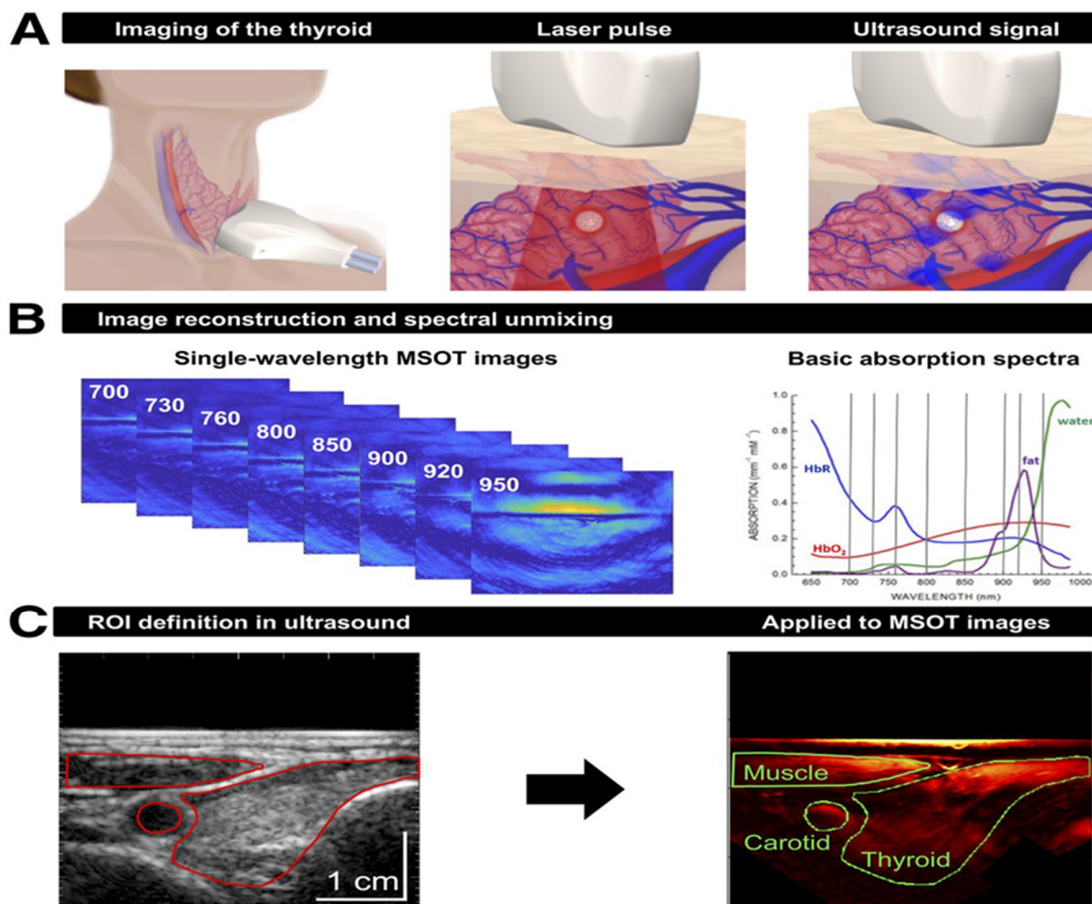 A
Imaging of the thyroid
Laser pulse
Ultrasound signal
B
Image reconstruction and spectral unmixing
Single-wavelength MSOT images
700
730
760
800
850
900
920
950
Basic absorption spectra
ABSORPTION (mm⁻¹ mM⁻¹)
1.0
0.8
0.6
0.4
0.2
0.0
HbR
HbO₂
fat
water
650
700
750
800
850
900
950
1000
WAVELENGTH (nm)
C
ROI definition in ultrasound
Applied to MSOT images
1 cm
Muscle
Carotid
Thyroid